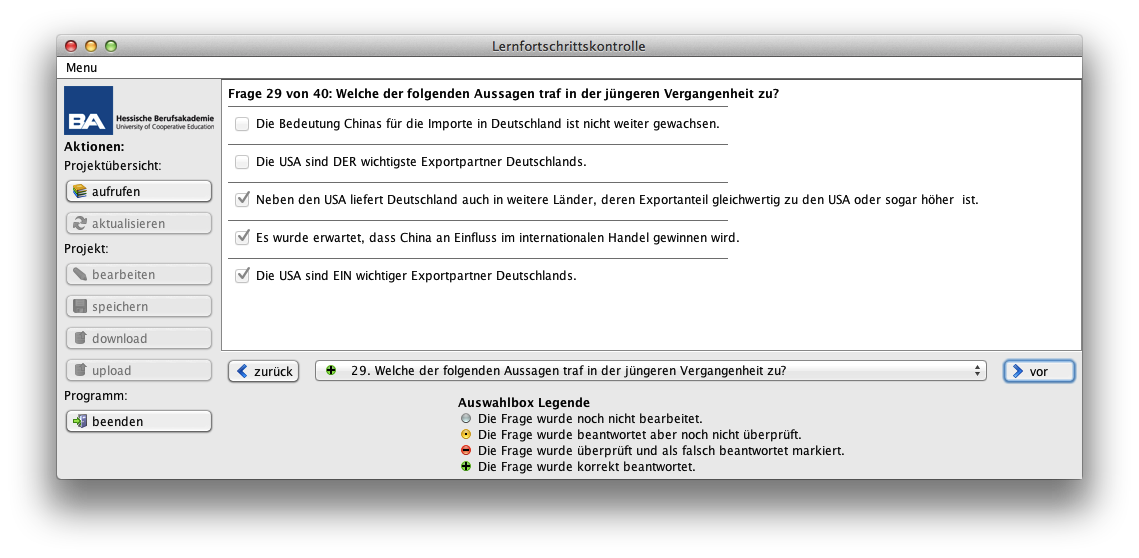 Lernfortschrittskontrolle
Menu
BA Hessische Berufsakademie
University of Cooperative Education
Aktionen:
Projektübersicht:
aufrufen
aktualisieren
Projekt:
bearbeiten
speichern
download
upload
Programm:
beenden
Frage 29 von 40: Welche der folgenden Aussagen traf in der jüngeren Vergangenheit zu?
Die Bedeutung Chinas für die Importe in Deutschland ist nicht weiter gewachsen.
Die USA sind DER wichtigste Exportpartner Deutschlands.
Neben den USA liefert Deutschland auch in weitere Länder, deren Exportanteil gleichwertig zu den USA oder sogar höher  ist.
Es wurde erwartet, dass China an Einfluss im internationalen Handel gewinnen wird.
Die USA sind EIN wichtiger Exportpartner Deutschlands.
zurück
29. Welche der folgenden Aussagen traf in der jüngeren Vergangenheit zu?
vor
Auswahlbox Legende
Die Frage wurde noch nicht bearbeitet.
Die Frage wurde beantwortet aber noch nicht überprüft.
Die Frage wurde überprüft und als falsch beantwortet markiert.
Die Frage wurde korrekt beantwortet.